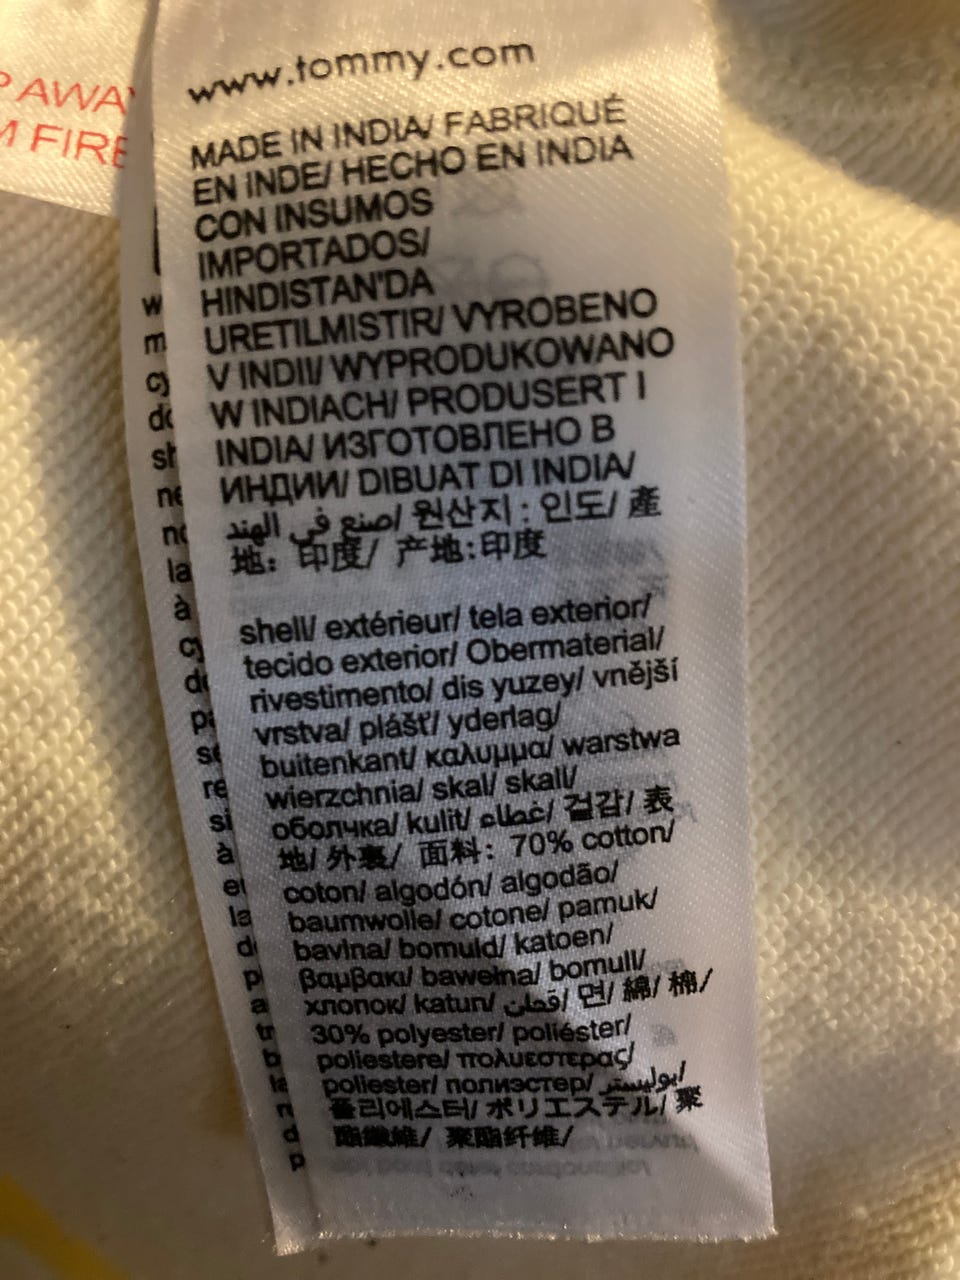 AWAY
FIRE
www.tommy.com
MADE IN INDIA/ FABRIQUÉ
EN INDE/ HECHO EN INDIA
CON INSUMOS
IMPORTADOS/
HINDISTAN'DA
URETILMISTIR/ VYROBENO
V INDII/ WYPRODUKOWANO
W INDIACH/ PRODUSERT I
INDIA/ ИЗГОТОВЛЕНО В
ИНДИИ/ DIBUAT DI INDIA/
صنع في الهند/ 원산지 : 인도/ 產
地: 印度/ 产地:印度
shell/ extérieur/ tela exterior/
tecido exterior/ Obermaterial/
rivestimento/ dis yuzey/ vnější
vrstva/ plášť/ yderlag/
buitenkant/ καλυμμα/ warstwa
wierzchnia/ skal/ skall/
оболчка/ kulit/ غطاء/ 겉감/ 表
地/ 外裏/ 面料: 70% cotton/
coton/ algodón/ algodão/
baumwolle/ cotone/ pamuk/
bavlna/ bomuld/ katoen/
βαμβακι/ bawełna/ bomull/
хлопок/ katun/ قطن/ 면/ 綿/ 棉/
30% polyester/ poliéster/
poliestere/ πολυεστερας/
poliester/ полиэстер/ بوليستر/
폴리에스터/ ポリエステル/ 聚
酯纖維/ 聚酯纤维/